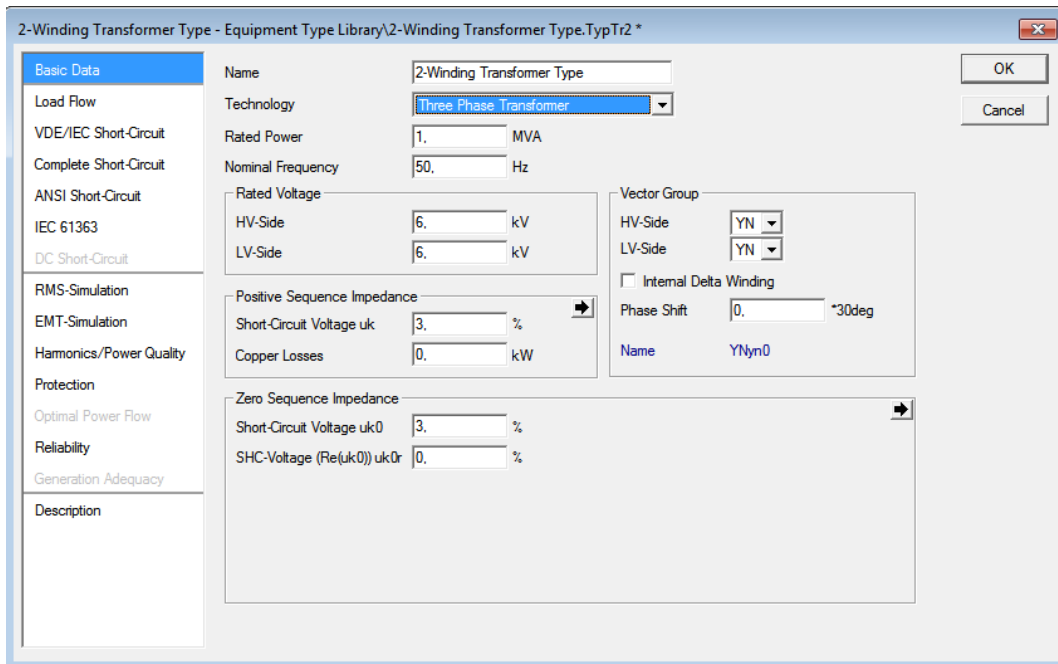 2-Winding Transformer Type - Equipment Type Library\2-Winding Transformer Type.TypTr2 *
Basic Data
Load Flow
VDE/IEC Short-Circuit
Complete Short-Circuit
ANSI Short-Circuit
IEC 61363
DC Short-Circuit
RMS-Simulation
EMT-Simulation
Harmonics/Power Quality
Protection
Optimal Power Flow
Reliability
Generation Adequacy
Description
Name 2-Winding Transformer Type
Technology Three Phase Transformer
Rated Power 1, MVA
Nominal Frequency 50, Hz
Rated Voltage
HV-Side 6, kV
LV-Side 6, kV
Positive Sequence Impedance
Short-Circuit Voltage uk 3, %
Copper Losses 0, kW
Vector Group
HV-Side YN
LV-Side YN
Internal Delta Winding
Phase Shift 0, *30deg
Name YNyn0
Zero Sequence Impedance
Short-Circuit Voltage uk0 3, %
SHC-Voltage (Re(uk0)) uk0r 0, %
OK
Cancel